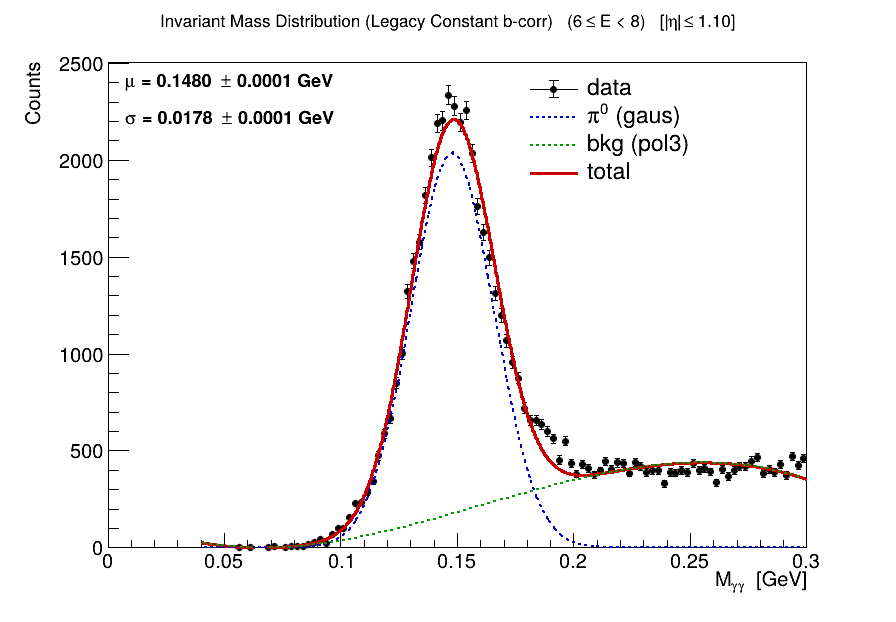 Invariant Mass Distribution (Legacy Constant b-corr) (6 ≤ E < 8) [|η| ≤ 1.10]
Counts
μ = 0.1480 ± 0.0001 GeV
σ = 0.0178 ± 0.0001 GeV
data
π⁰ (gaus)
bkg (pol3)
total
2500
2000
1500
1000
500
0
0 0.05 0.1 0.15 0.2 0.25 0.3
Mγγ [GeV]